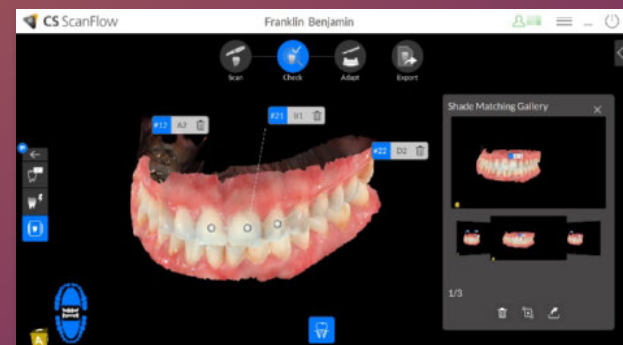 CS ScanFlow
Franklin Benjamin
Scan
Check
Adapt
Export
#12 A2
#21 B1
#22 D2
Shade Matching Gallery
1/3
A